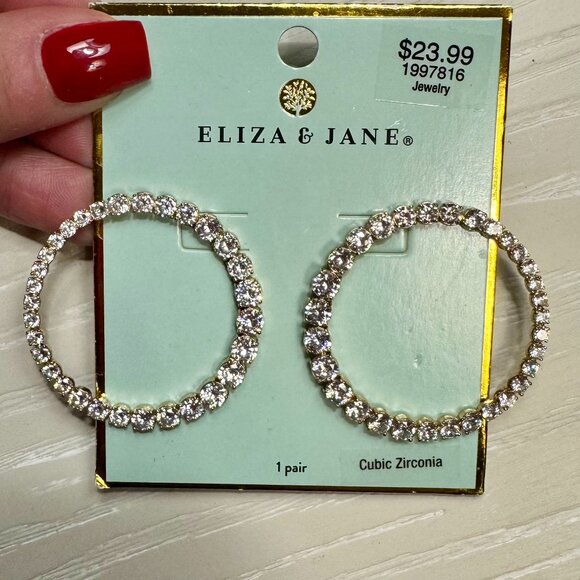 $23.99
1997816
Jewelry
ELIZA & JANE®
1 pair
Cubic Zirconia